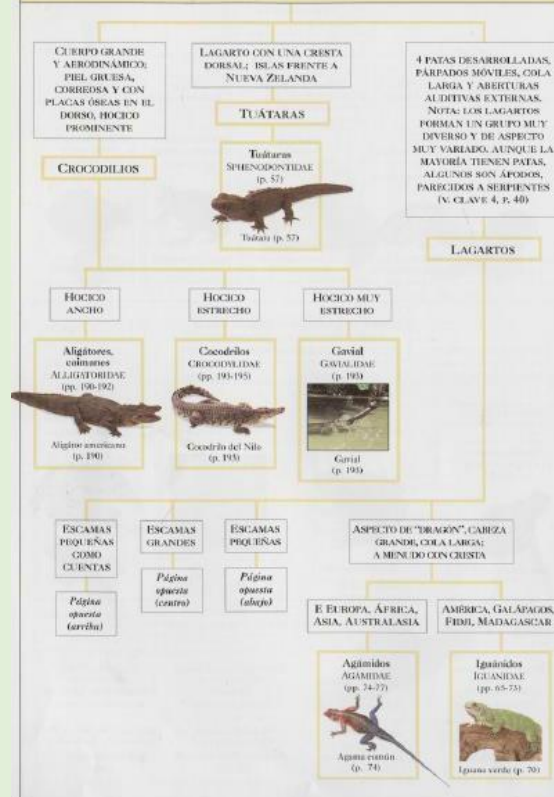 CUERPO GRANDE
Y AERODINÁMICO;
PIEL GRUESA,
CORREOSA Y CON
PLACAS ÓSEAS EN EL
DORSO, HOCICO
PROMINENTE
CROCODILIOS
LAGARTO CON UNA CRESTA
DORSAL; ISLAS FRENTE A
NUEVA ZELANDA
TUÁTARAS
Tuátaras
SPHENODONTIDAE
(p. 57)
Tuátara (p. 57)
4 PATAS DESARROLLADAS,
PÁRPADOS MÓVILES, COLA
LARGA Y ABERTURAS
AUDITIVAS EXTERNAS.
NOTA: LOS LAGARTOS
FORMAN UN GRUPO MUY
DIVERSO Y DE ASPECTO
MUY VARIADO. AUNQUE LA
MAYORÍA TIENEN PATAS,
ALGUNOS SON ÁPODOS,
PARECIDOS A SERPIENTES
(V. CLAVE 4, P. 40)
LAGARTOS
HOCICO
ANCHO
Aligátores,
caimanes
ALLIGATORIDAE
(pp. 190-192)
Aligátor americano
(p. 190)
HOCICO
ESTRECHO
Cocodrilos
CROCODYLIDAE
(pp. 193-195)
Cocodrilo del Nilo
(p. 193)
HOCICO MUY
ESTRECHO
Gavial
GAVIALIDAE
(p. 195)
Gavial
(p. 195)
ESCAMAS
PEQUEÑAS
COMO
CUENTAS
Página
opuesta
(arriba)
ESCAMAS
GRANDES
Página
opuesta
(centro)
ESCAMAS
PEQUEÑAS
Página
opuesta
(abajo)
ASPECTO DE "DRAGÓN", CABEZA
GRANDE, COLA LARGA;
A MENUDO CON CRESTA
E EUROPA, ÁFRICA,
ASIA, AUSTRALASIA
Agámidos
AGAMIDAE
(pp. 74-77)
Agama común
(p. 74)
AMÉRICA, GALÁPAGOS,
FIDJI, MADAGASCAR
Iguánidos
IGUANIDAE
(pp. 65-73)
Iguana verde (p. 70)